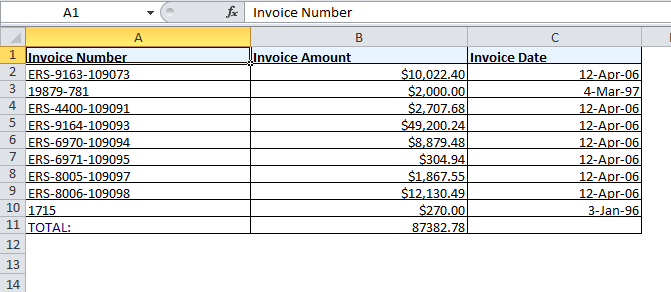 A1 fx Invoice Number
A B C
1 Invoice Number Invoice Amount Invoice Date
2 ERS-9163-109073 $10,022.40 12-Apr-06
3 19879-781 $2,000.00 4-Mar-97
4 ERS-4400-109091 $2,707.68 12-Apr-06
5 ERS-9164-109093 $49,200.24 12-Apr-06
6 ERS-6970-109094 $8,879.48 12-Apr-06
7 ERS-6971-109095 $304.94 12-Apr-06
8 ERS-8005-109097 $1,867.55 12-Apr-06
9 ERS-8006-109098 $12,130.49 12-Apr-06
10 1715 $270.00 3-Jan-96
11 TOTAL: 87382.78
12
13
14